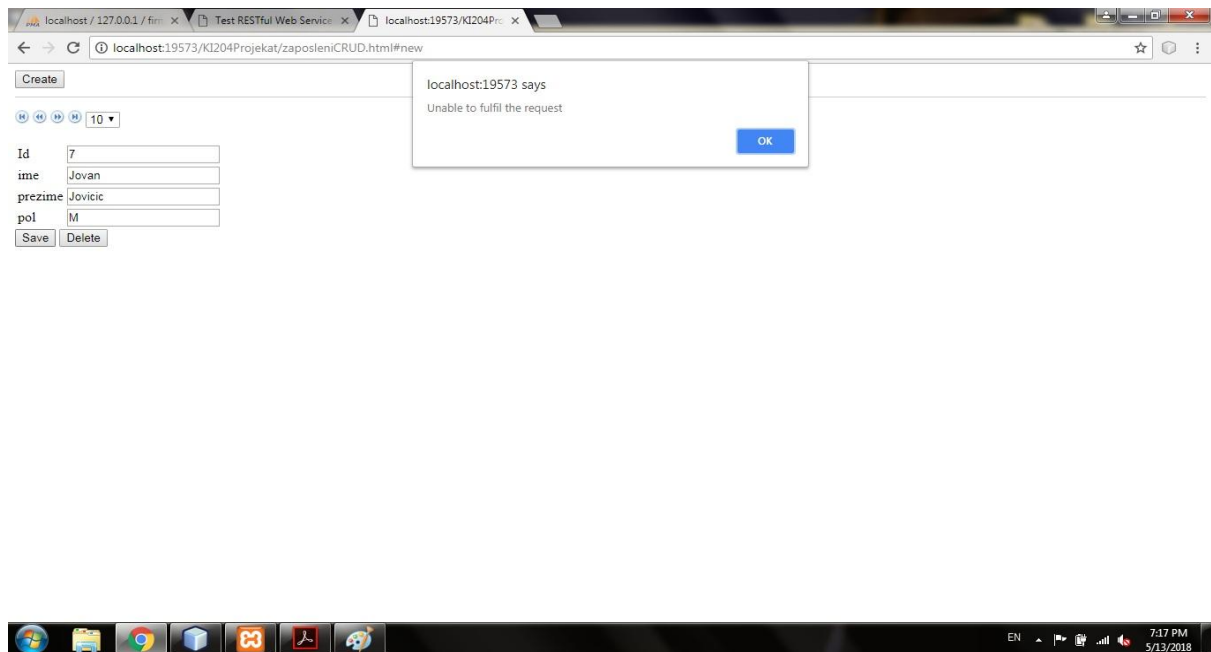 localhost / 127.0.0.1 / firm
Test RESTful Web Service
localhost:19573/KI204Pro
localhost:19573/KI204Projekat/zaposleniCRUD.html#new
localhost:19573 says
Unable to fulfil the request
OK
Create
10
Id 7
ime Jovan
prezime Jovicic
pol M
Save Delete
EN
7:17 PM
5/13/2018